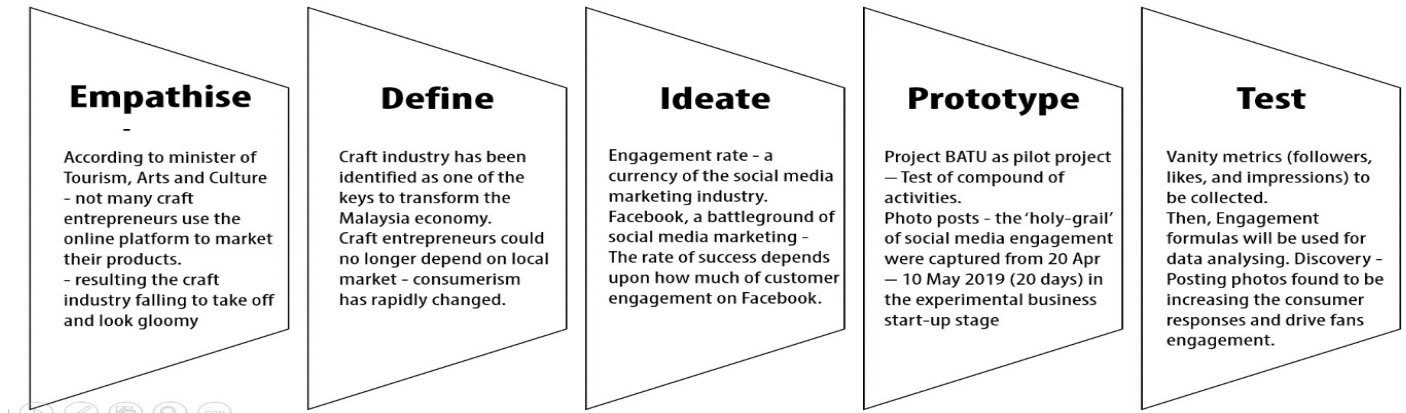 Empathise
-
According to minister of
Tourism, Arts and Culture
- not many craft
entrepreneurs use the
online platform to market
their products.
- resulting the craft
industry falling to take off
and look gloomy
Define
Craft industry has been
identified as one of the
keys to transform the
Malaysia economy.
Craft entrepreneurs could
no longer depend on local
market - consumerism
has rapidly changed.
Ideate
Engagement rate - a
currency of the social media
marketing industry.
Facebook, a battleground of
social media marketing -
The rate of success depends
upon how much of customer
engagement on Facebook.
Prototype
Project BATU as pilot project
— Test of compound of
activities.
Photo posts - the ‘holy-grail’
of social media engagement
were captured from 20 Apr
— 10 May 2019 (20 days) in
the experimental business
start-up stage
Test
Vanity metrics (followers,
likes, and impressions) to
be collected.
Then, Engagement
formulas will be used for
data analysing. Discovery -
Posting photos found to be
increasing the consumer
responses and drive fans
engagement.